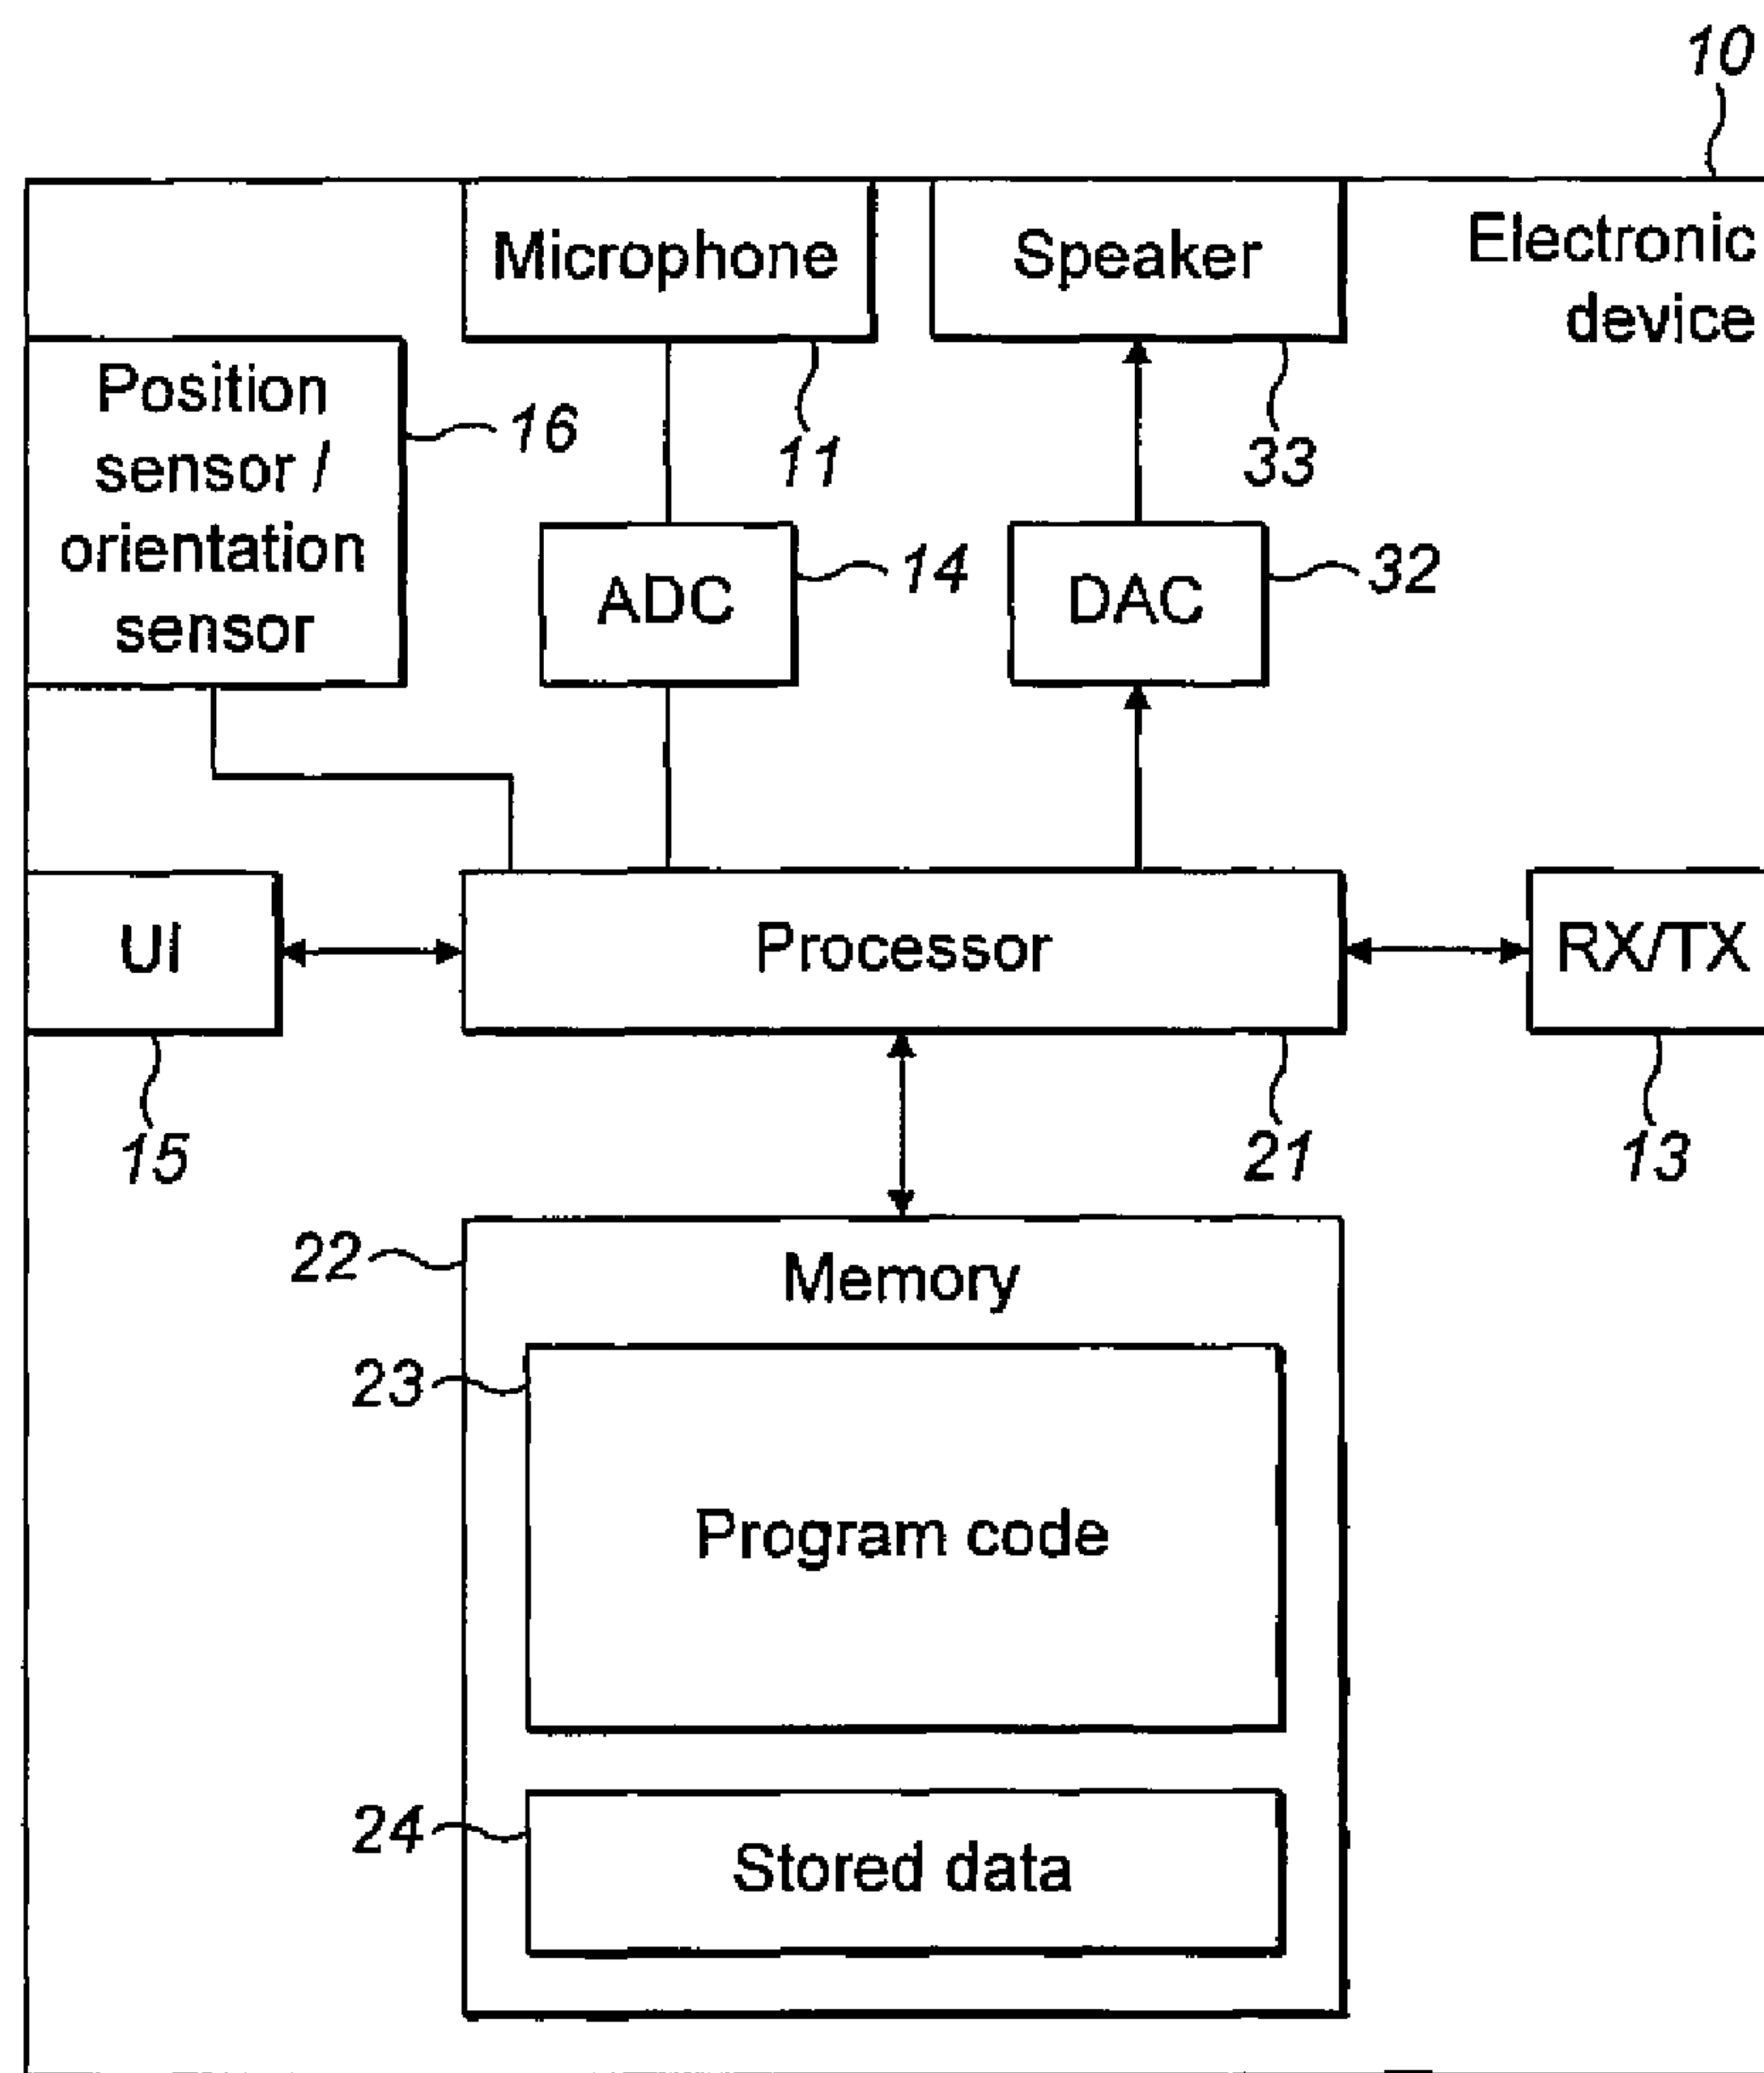 10
Microphone
Speaker
Electronic
device
Position
sensor /
orientation
sensor
16
11
33
ADC
14
DAC
32
UI
Processor
RX/TX
15
21
13
22
Memory
23
Program code
24
Stored data